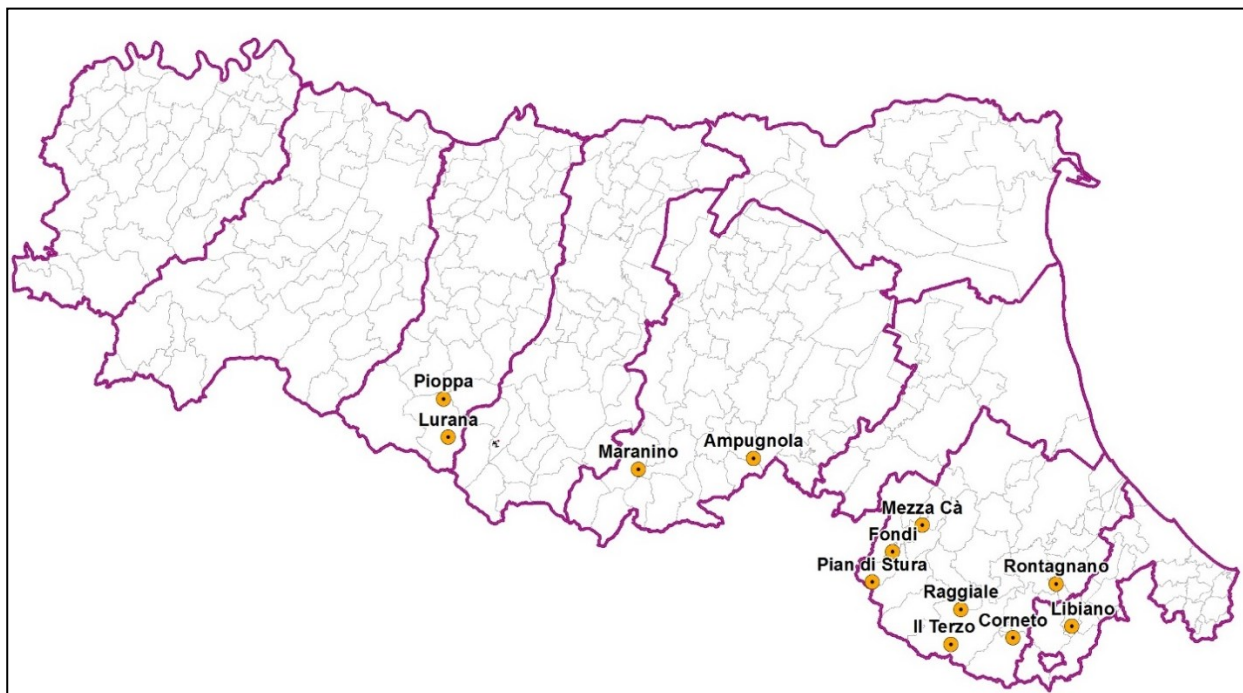 Pioppa
Lurana
Maranino
Ampugnola
Mezza Cà
Fondi
Pian di Stura
Rontagnano
Raggiale
Libiano
Il Terzo
Corneto